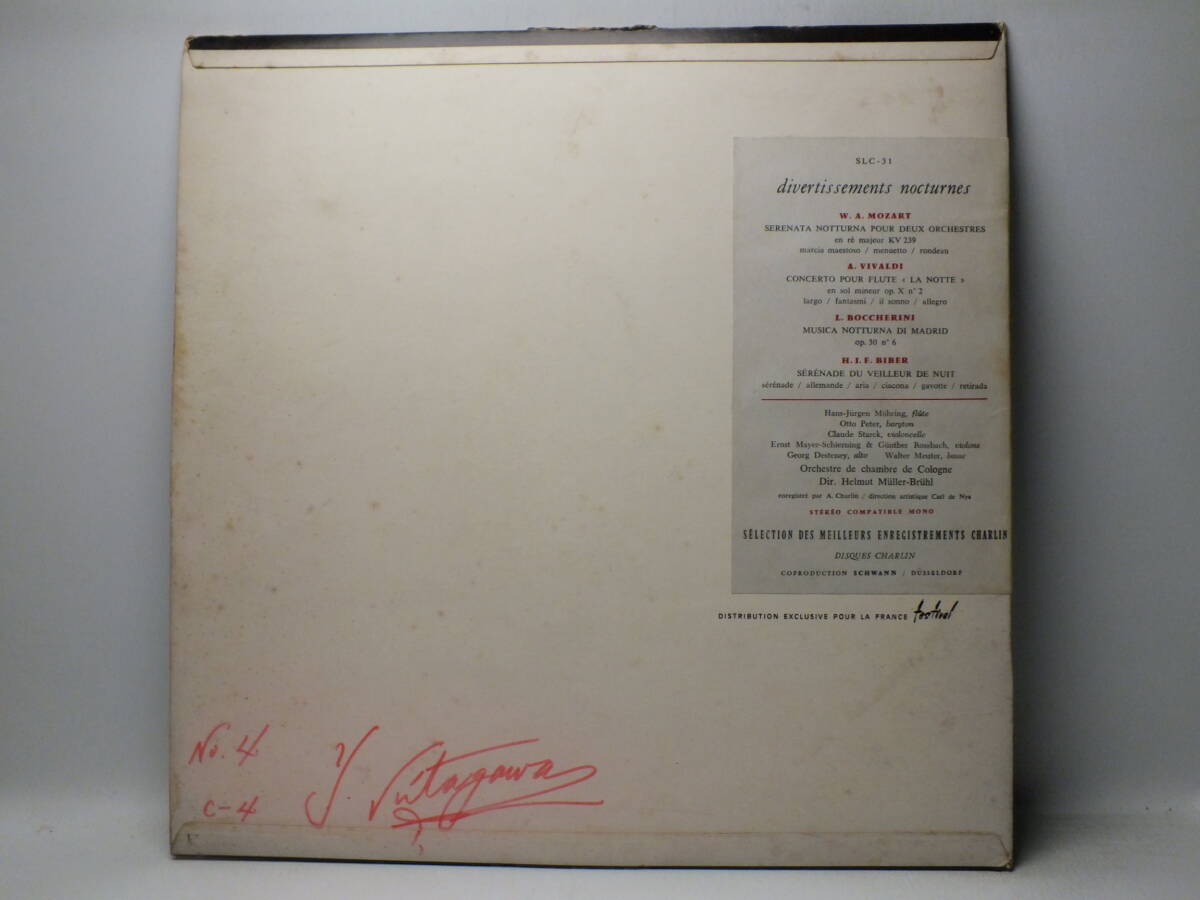 SLC-31
divertissements nocturnes
W. A. MOZART
SERENATA NOTTURNA POUR DEUX ORCHESTRES
en ré majeur KV 239
marcia maestoso / menuetto / rondeau
A. VIVALDI
CONCERTO POUR FLUTE « LA NOTTE »
en sol mineur op. X n° 2
largo / fantasmi / il sonno / allegro
L. BOCCHERINI
MUSICA NOTTURNA DI MADRID
op. 30 n° 6
H. I. F. BIBER
SÉRÉNADE DU VEILLEUR DE NUIT
sérénade / allemande / aria / ciacona / gavotte / retirada
Hans-Jürgen Möhring, flûte
Otto Peter, baryton
Claude Starck, violoncelle
Ernst Mayer-Schierning & Günther Rossbach, violons
Georg Desteney, alto Walter Meuter, basse
Orchestre de chambre de Cologne
Dir. Helmut Müller-Brühl
enregistré par A. Charlin / direction artistique Carl de Nys
STÉRÉO COMPATIBLE MONO
SÉLECTION DES MEILLEURS ENREGISTREMENTS CHARLIN
DISQUES CHARLIN
COPRODUCTION SCHWANN / DÜSSELDORF
DISTRIBUTION EXCLUSIVE POUR LA FRANCE festival
No. 4
C-4
Y.